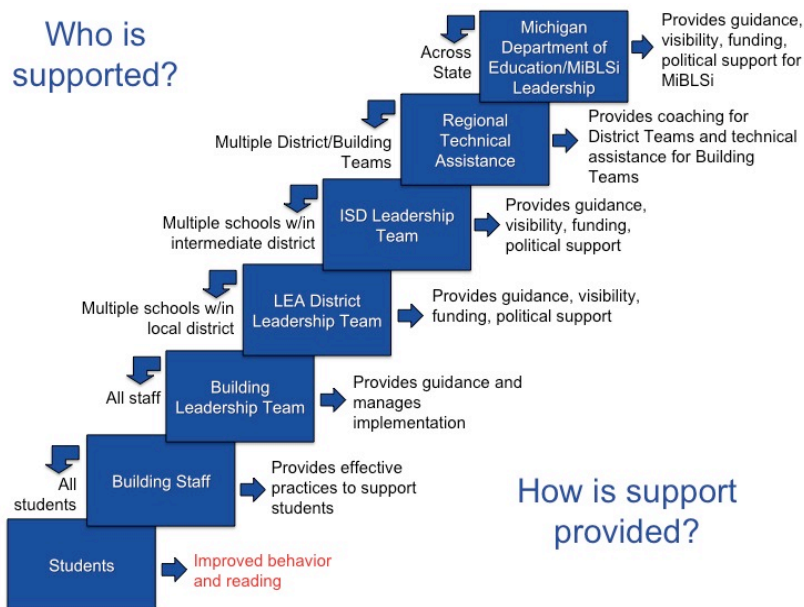 Who is
supported?
Across
State
Michigan
Department of
Education/MiBLSi
Leadership
Provides guidance,
visibility, funding,
political support for
MiBLSi
Multiple District/Building
Teams
Regional
Technical
Assistance
Provides coaching for
District Teams and technical
assistance for Building
Teams
Multiple schools w/in
intermediate district
ISD Leadership
Team
Provides guidance,
visibility, funding,
political support
Multiple schools w/in
local district
LEA District
Leadership Team
Provides guidance, visibility,
funding, political support
All staff
Building
Leadership Team
Provides guidance and
manages
implementation
All
students
Building Staff
Provides effective
practices to support
students
How is support
provided?
Students
Improved behavior
and reading